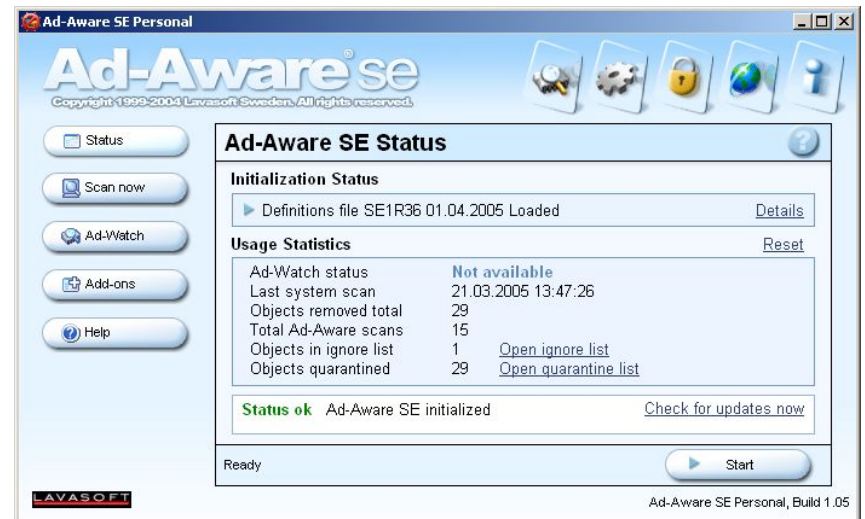 Ad-Aware SE Personal
Ad-Aware SE
Copyright 1999-2004 Lavasoft Sweden. All rights reserved.
Status
Scan now
Ad-Watch
Add-ons
Help
Ad-Aware SE Status
Initialization Status
Definitions file SE1R36 01.04.2005 Loaded Details
Usage Statistics Reset
Ad-Watch status Not available
Last system scan 21.03.2005 13:47:26
Objects removed total 29
Total Ad-Aware scans 15
Objects in ignore list 1 Open ignore list
Objects quarantined 29 Open quarantine list
Status ok Ad-Aware SE initialized Check for updates now
Ready Start
LAVASOFT
Ad-Aware SE Personal, Build 1.05